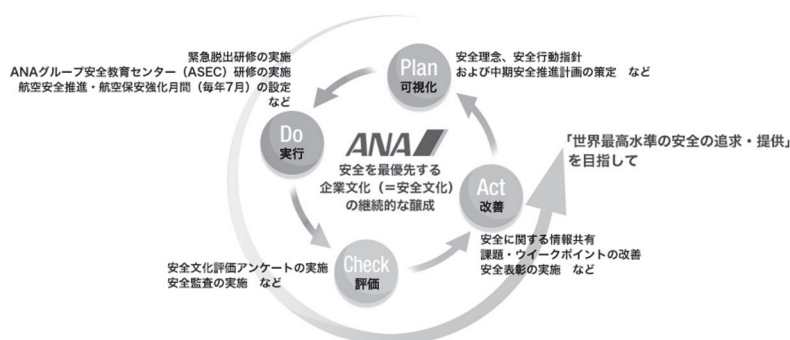 Plan
可視化
安全理念、安全行動指針
および中期安全推進計画の策定　など
緊急脱出研修の実施
ANAグループ安全教育センター（ASEC）研修の実施
航空安全推進・航空保安強化月間（毎年7月）の設定
など
Do
実行
ANA
安全を最優先する
企業文化（＝安全文化）
の継続的な醸成
「世界最高水準の安全の追求・提供」
を目指して
Act
改善
安全に関する情報共有
課題・ウイークポイントの改善
安全表彰の実施　など
Check
評価
安全文化評価アンケートの実施
安全監査の実施　など